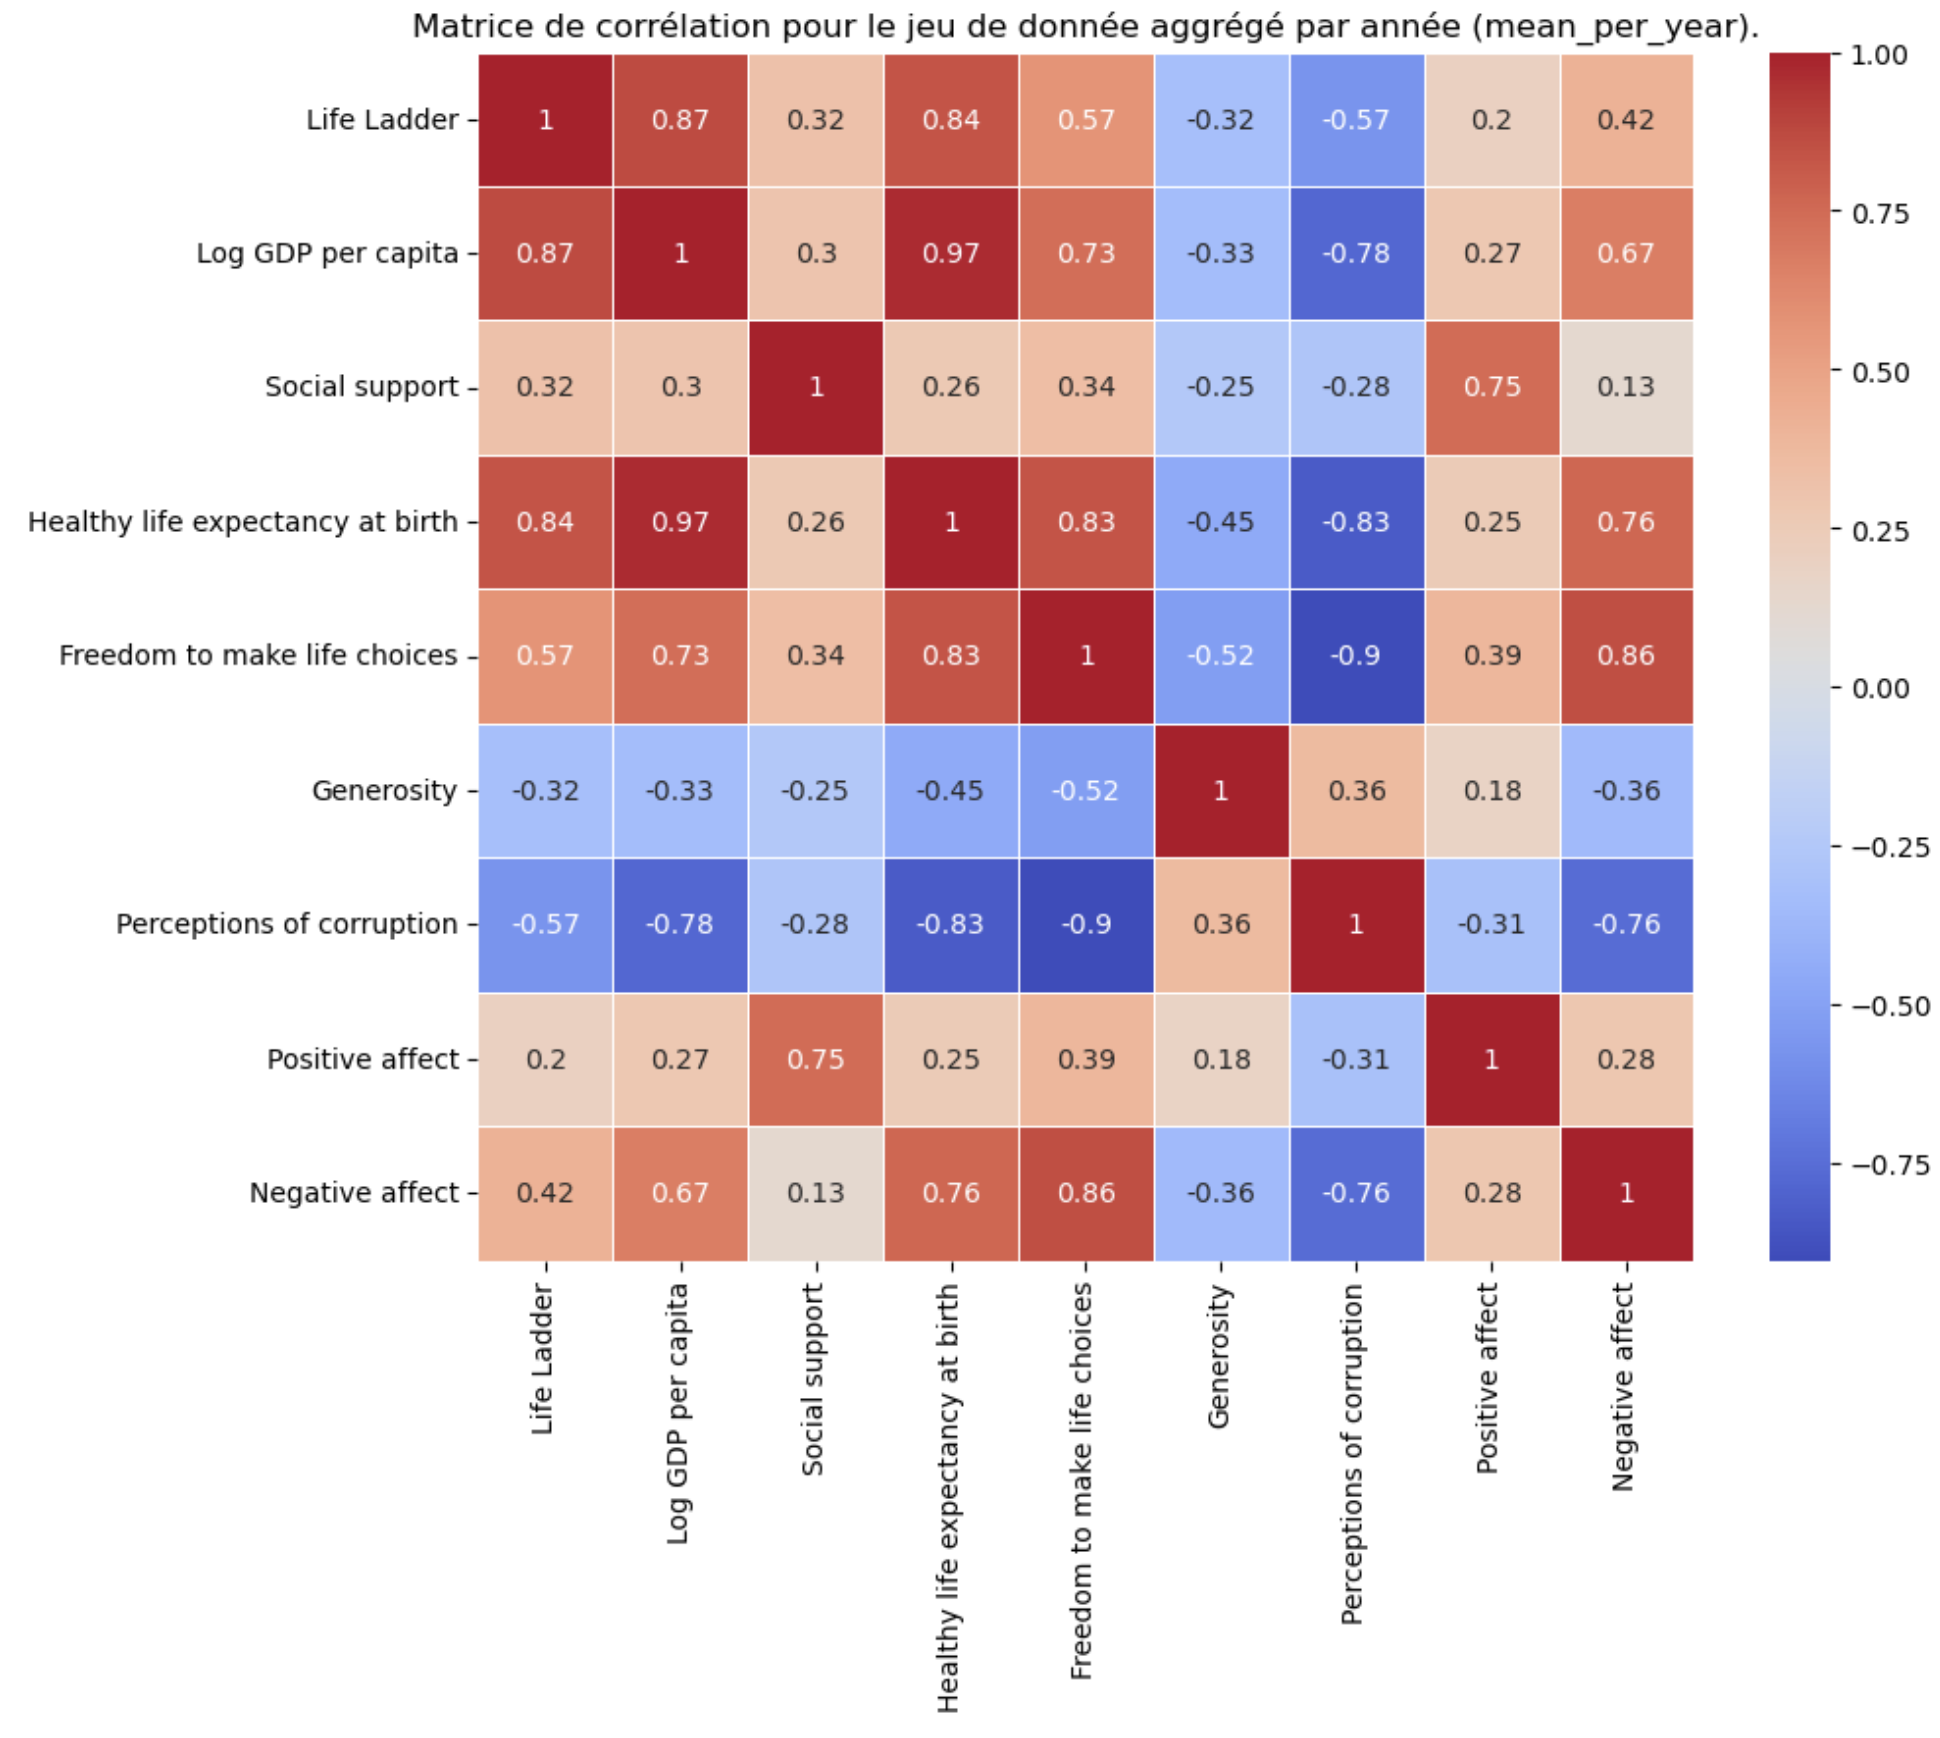 Matrice de corrélation pour le jeu de donnée aggrégé par année (mean_per_year).
Life Ladder 1 0.87 0.32 0.84 0.57 -0.32 -0.57 0.2 0.42
Log GDP per capita 0.87 1 0.3 0.97 0.73 -0.33 -0.78 0.27 0.67
Social support 0.32 0.3 1 0.26 0.34 -0.25 -0.28 0.75 0.13
Healthy life expectancy at birth 0.84 0.97 0.26 1 0.83 -0.45 -0.83 0.25 0.76
Freedom to make life choices 0.57 0.73 0.34 0.83 1 -0.52 -0.9 0.39 0.86
Generosity -0.32 -0.33 -0.25 -0.45 -0.52 1 0.36 0.18 -0.36
Perceptions of corruption -0.57 -0.78 -0.28 -0.83 -0.9 0.36 1 -0.31 -0.76
Positive affect 0.2 0.27 0.75 0.25 0.39 0.18 -0.31 1 0.28
Negative affect 0.42 0.67 0.13 0.76 0.86 -0.36 -0.76 0.28 1
Life Ladder
Log GDP per capita
Social support
Healthy life expectancy at birth
Freedom to make life choices
Generosity
Perceptions of corruption
Positive affect
Negative affect
1.00
0.75
0.50
0.25
0.00
−0.25
−0.50
−0.75